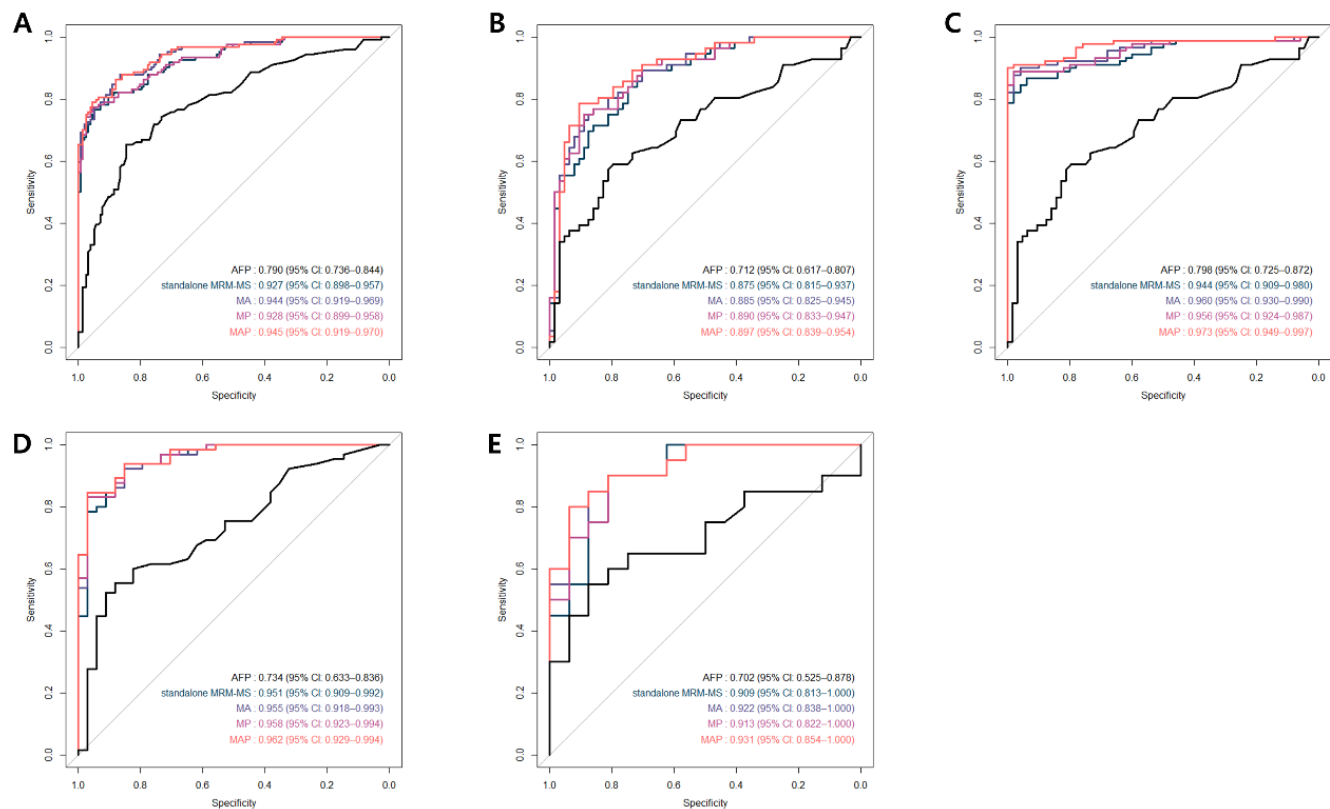 A
1.0
0.8
0.6
0.4
0.2
0.0
Sensitivity
AFP : 0.790 (95% CI: 0.736–0.844)
standalone MRM-MS : 0.927 (95% CI: 0.898–0.957)
MA : 0.944 (95% CI: 0.919–0.969)
MP : 0.928 (95% CI: 0.899–0.958)
MAP : 0.945 (95% CI: 0.919–0.970)
1.0 0.8 0.6 0.4 0.2 0.0
Specificity
B
1.0
0.8
0.6
0.4
0.2
0.0
Sensitivity
AFP : 0.712 (95% CI: 0.617–0.807)
standalone MRM-MS : 0.875 (95% CI: 0.815–0.937)
MA : 0.885 (95% CI: 0.825–0.945)
MP : 0.890 (95% CI: 0.833–0.947)
MAP : 0.897 (95% CI: 0.839–0.954)
1.0 0.8 0.6 0.4 0.2 0.0
Specificity
C
1.0
0.8
0.6
0.4
0.2
0.0
Sensitivity
AFP : 0.798 (95% CI: 0.725–0.872)
standalone MRM-MS : 0.944 (95% CI: 0.909–0.980)
MA : 0.960 (95% CI: 0.930–0.990)
MP : 0.956 (95% CI: 0.924–0.987)
MAP : 0.973 (95% CI: 0.949–0.997)
1.0 0.8 0.6 0.4 0.2 0.0
Specificity
D
1.0
0.8
0.6
0.4
0.2
0.0
Sensitivity
AFP : 0.734 (95% CI: 0.633–0.836)
standalone MRM-MS : 0.951 (95% CI: 0.909–0.992)
MA : 0.955 (95% CI: 0.918–0.993)
MP : 0.958 (95% CI: 0.923–0.994)
MAP : 0.962 (95% CI: 0.929–0.994)
1.0 0.8 0.6 0.4 0.2 0.0
Specificity
E
1.0
0.8
0.6
0.4
0.2
0.0
Sensitivity
AFP : 0.702 (95% CI: 0.525–0.878)
standalone MRM-MS : 0.909 (95% CI: 0.813–1.000)
MA : 0.922 (95% CI: 0.838–1.000)
MP : 0.913 (95% CI: 0.822–1.000)
MAP : 0.931 (95% CI: 0.854–1.000)
1.0 0.8 0.6 0.4 0.2 0.0
Specificity